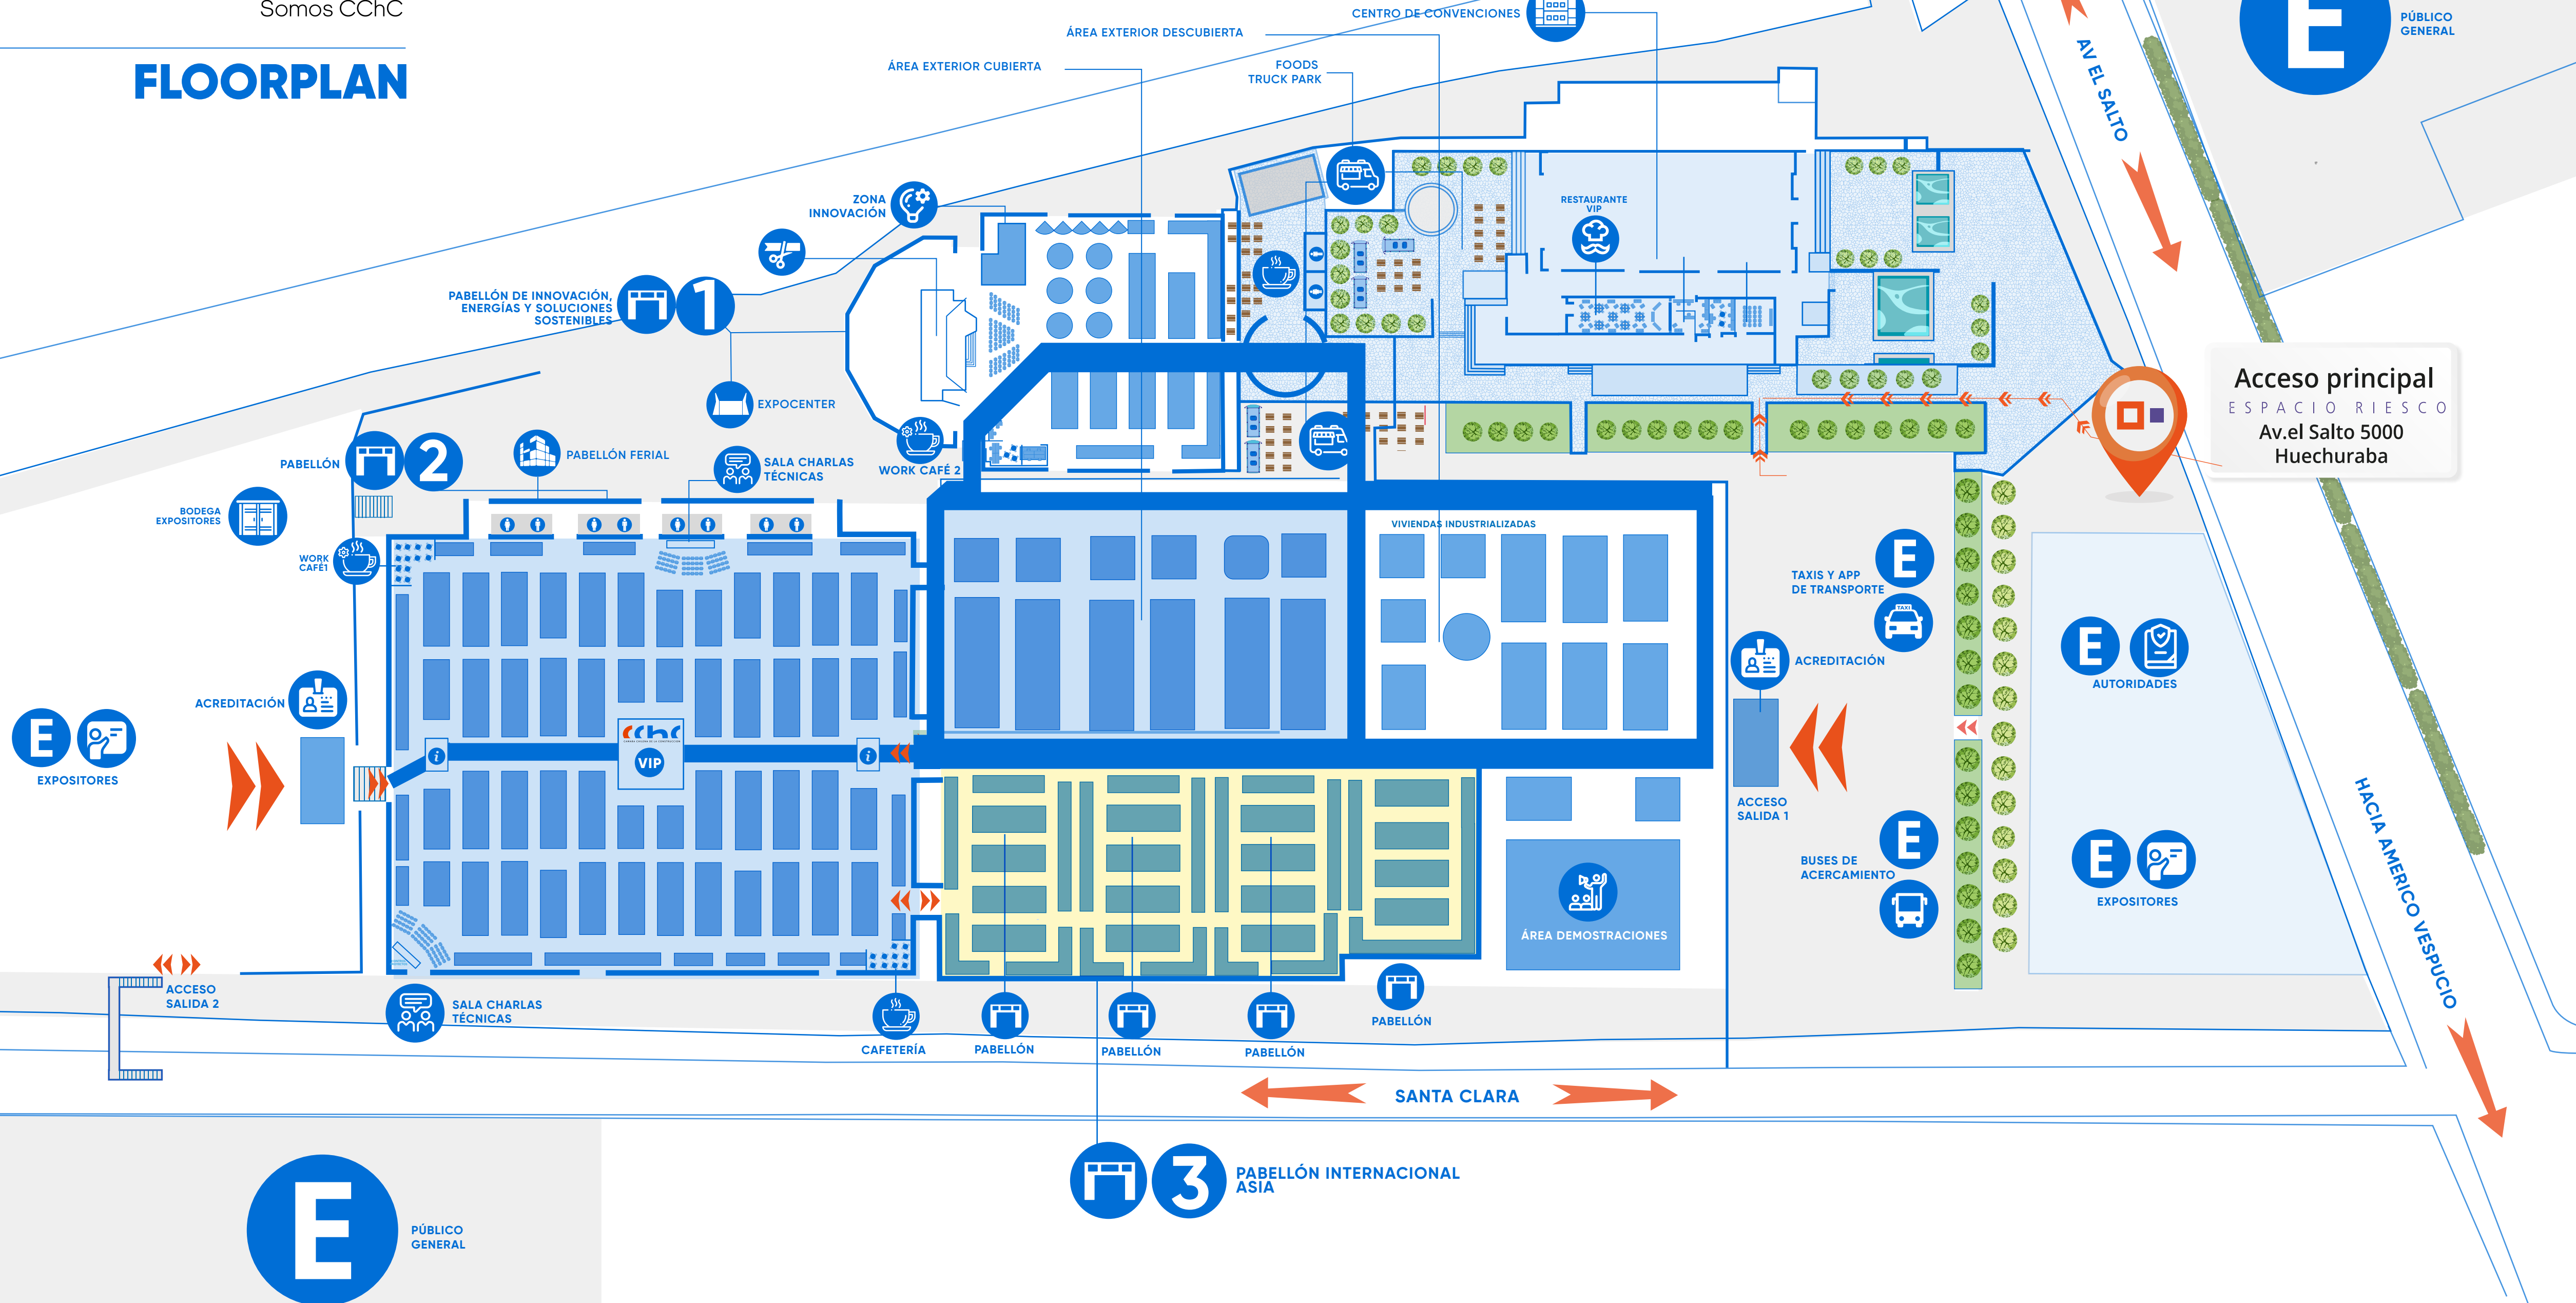 Somos CChC
FLOORPLAN
CENTRO DE CONVENCIONES
ÁREA EXTERIOR DESCUBIERTA
ÁREA EXTERIOR CUBIERTA
FOODS
TRUCK PARK
E
PÚBLICO
GENERAL
AV EL SALTO
ZONA
INNOVACIÓN
RESTAURANTE
VIP
PABELLÓN DE INNOVACIÓN,
ENERGÍAS Y SOLUCIONES
SOSTENIBLES
1
EXPOCENTER
Acceso principal
ESPACIO RIESCO
Av.el Salto 5000
Huechuraba
PABELLÓN
2
PABELLÓN FERIAL
SALA CHARLAS
TÉCNICAS
WORK CAFÉ 2
BODEGA
EXPOSITORES
WORK
CAFÉ1
VIVIENDAS INDUSTRIALIZADAS
TAXIS Y APP
DE TRANSPORTE
E
TAXI
ACREDITACIÓN
E
AUTORIDADES
ACREDITACIÓN
E
EXPOSITORES
i
CChC
VIP
i
ACCESO
SALIDA 1
HACIA AMERICO VESPUCIO
BUSES DE
ACERCAMIENTO
E
E
EXPOSITORES
ÁREA DEMOSTRACIONES
ACCESO
SALIDA 2
SALA CHARLAS
TÉCNICAS
CAFETERÍA
PABELLÓN
PABELLÓN
PABELLÓN
PABELLÓN
SANTA CLARA
3
PABELLÓN INTERNACIONAL
ASIA
E
PÚBLICO
GENERAL